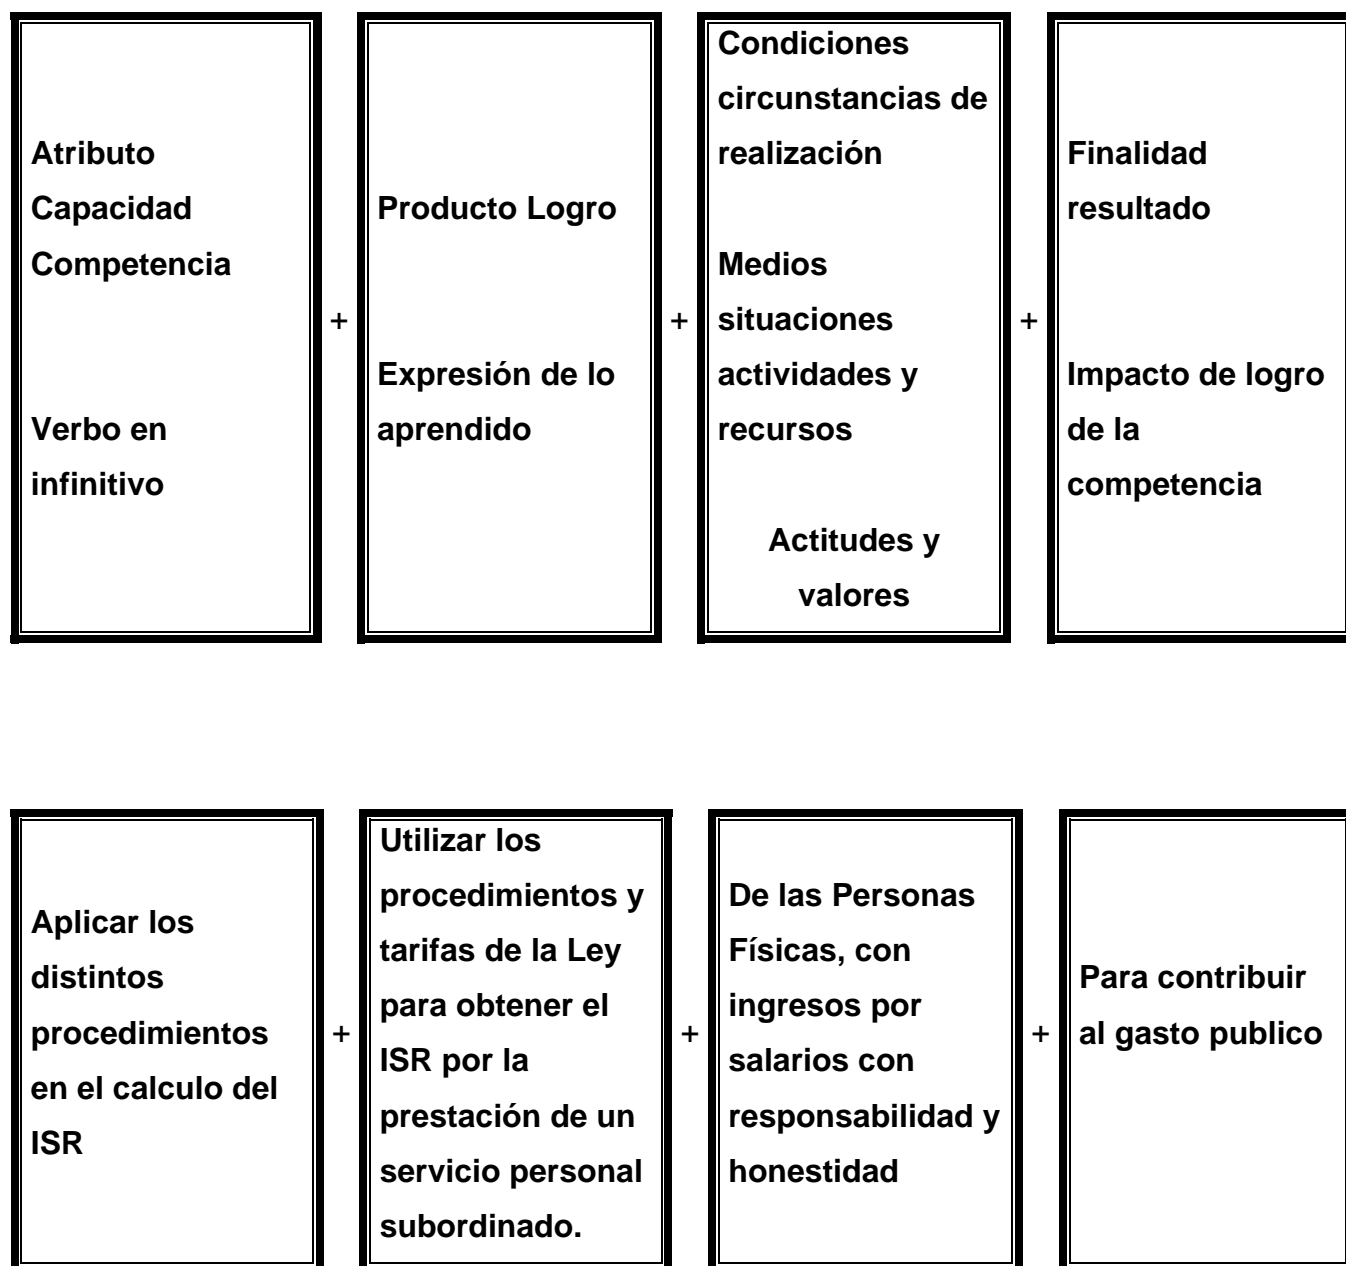 Atributo
Capacidad
Competencia
Verbo en
infinitivo
+
Producto Logro
Expresión de lo
aprendido
+
Condiciones
circunstancias de
realización
Medios
situaciones
actividades y
recursos
Actitudes y
valores
+
Finalidad
resultado
Impacto de logro
de la
competencia
Aplicar los
distintos
procedimientos
en el calculo del
ISR
+
Utilizar los
procedimientos y
tarifas de la Ley
para obtener el
ISR por la
prestación de un
servicio personal
subordinado.
+
De las Personas
Físicas, con
ingresos por
salarios con
responsabilidad y
honestidad
+
Para contribuir
al gasto publico